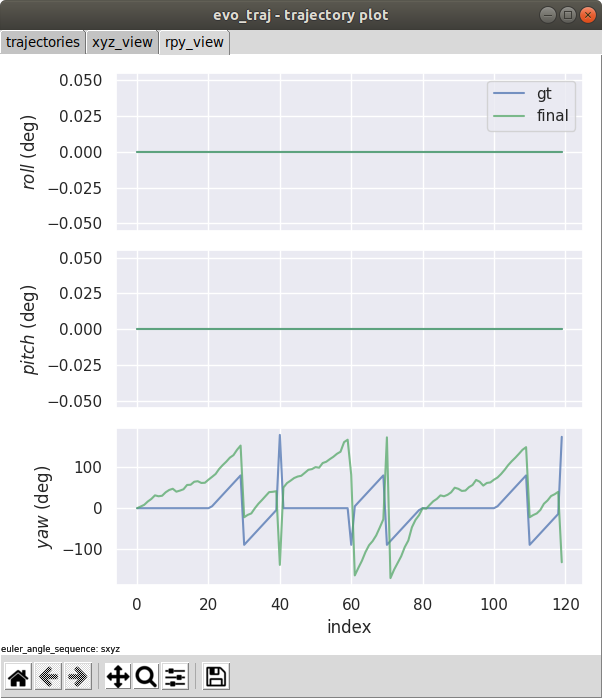 evo_traj - trajectory plot
trajectories xyz_view rpy_view
gt
final
roll (deg)
0.050
0.025
0.000
−0.025
−0.050
pitch (deg)
0.050
0.025
0.000
−0.025
−0.050
yaw (deg)
100
0
−100
0 20 40 60 80 100 120
index
euler_angle_sequence: sxyz